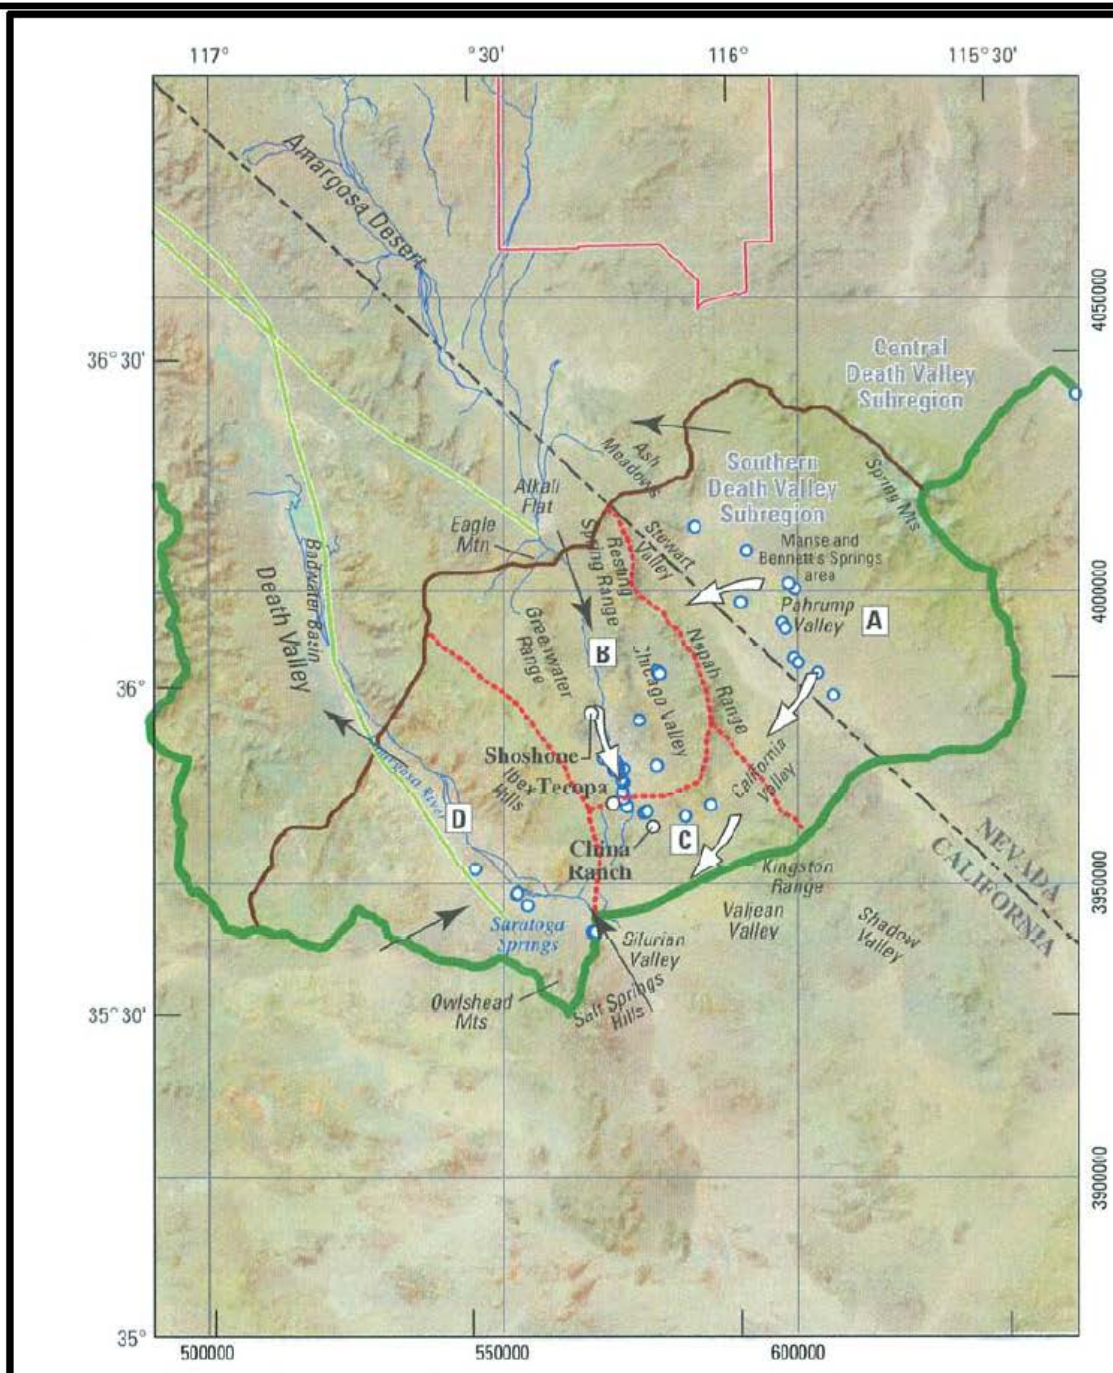 117°
°30'
116°
115°30'
Amargosa Desert
4050000
36°30'
Central
Death Valley
Subregion
Ash
Meadows
Southern
Death Valley
Subregion
Spring Mts
Alkali
Flat
Eagle
Mtn
Stewart
Valley
Resting
Spring Range
Manse and
Bennett's Springs
area
Pahrump
Valley
A
4000000
Badwater Basin
Death Valley
Greenwater
Range
B
Chicago Valley
Nopah Range
36°
Shoshone
Tecopa
Ibex
Hills
California
Valley
D
C
China
Ranch
NEVADA
CALIFORNIA
3950000
Kingston
Range
Valjean
Valley
Shadow
Valley
Saratoga
Springs
Silurian
Valley
Salt Springs
Hills
Owlshead
Mts
35°30'
3900000
35°
500000
550000
600000